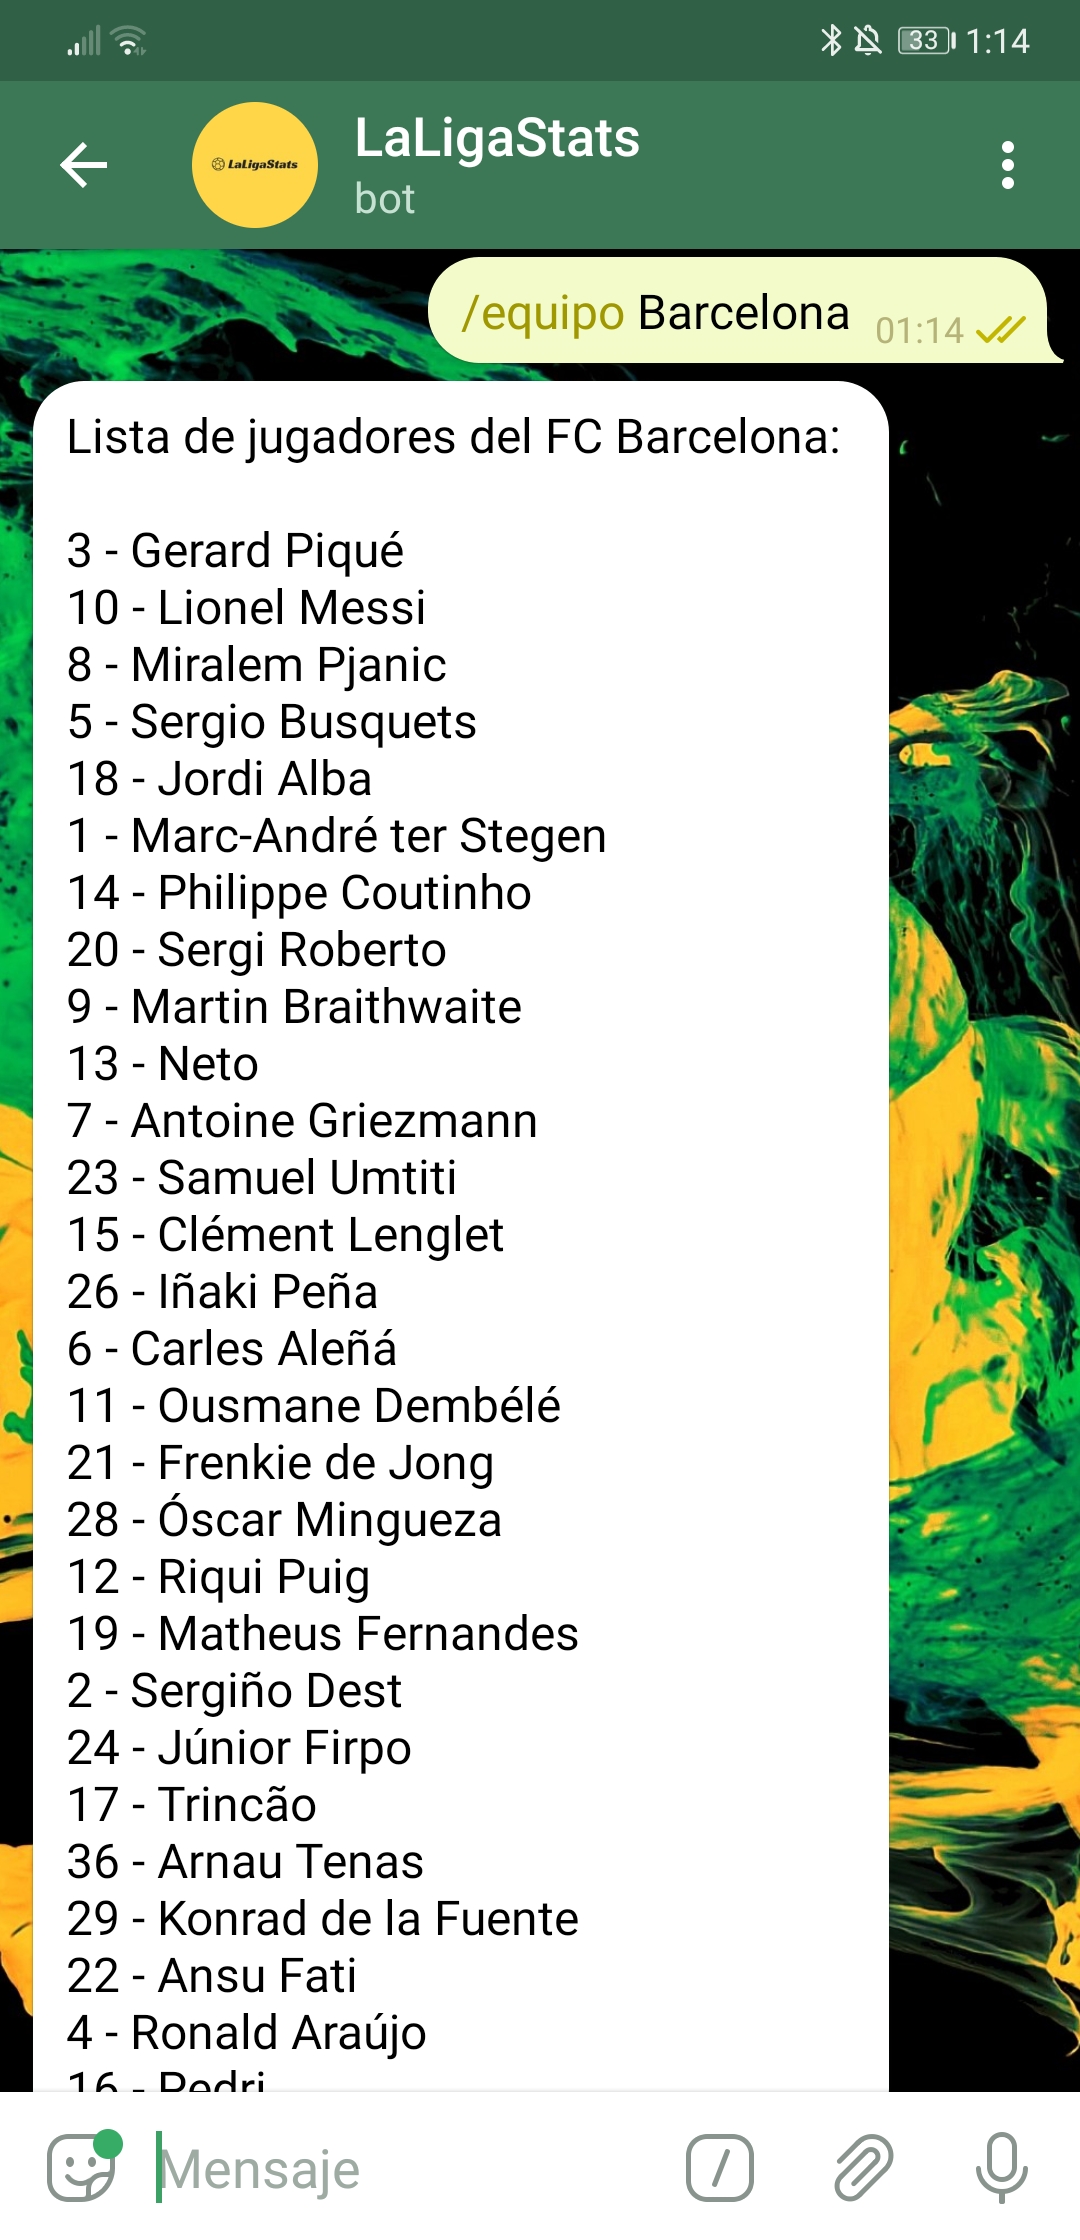 33 1:14
LaLigaStats
LaLigaStats
bot
/equipo Barcelona 01:14
Lista de jugadores del FC Barcelona:
3 - Gerard Piqué
10 - Lionel Messi
8 - Miralem Pjanic
5 - Sergio Busquets
18 - Jordi Alba
1 - Marc-André ter Stegen
14 - Philippe Coutinho
20 - Sergi Roberto
9 - Martin Braithwaite
13 - Neto
7 - Antoine Griezmann
23 - Samuel Umtiti
15 - Clément Lenglet
26 - Iñaki Peña
6 - Carles Aleñá
11 - Ousmane Dembélé
21 - Frenkie de Jong
28 - Óscar Mingueza
12 - Riqui Puig
19 - Matheus Fernandes
2 - Sergiño Dest
24 - Júnior Firpo
17 - Trincão
36 - Arnau Tenas
29 - Konrad de la Fuente
22 - Ansu Fati
4 - Ronald Araújo
16 - Pedri
Mensaje